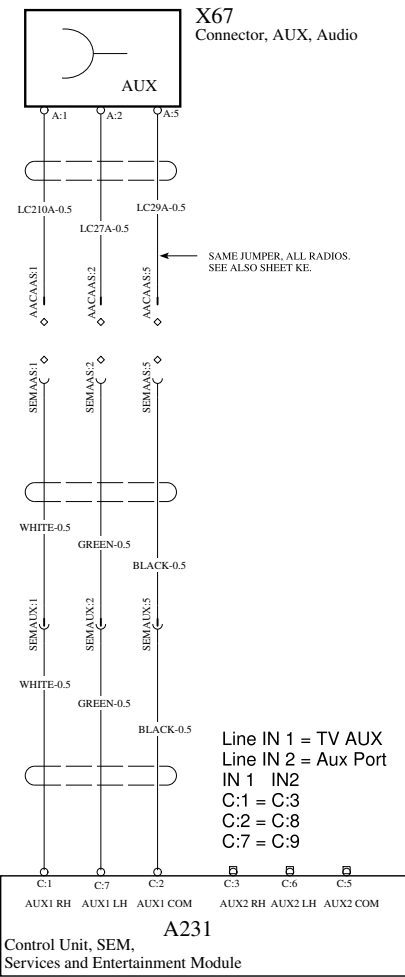 X67
Connector, AUX, Audio
AUX
A:1 A:2 A:5
LC210A-0.5
LC27A-0.5
LC29A-0.5
SAME JUMPER, ALL RADIOS.
SEE ALSO SHEET KE.
AACAAS:1
AACAAS:2
AACAAS:5
SEMAAS:1
SEMAAS:2
SEMAAS:5
WHITE-0.5
GREEN-0.5
BLACK-0.5
SEMAUX:1
SEMAUX:2
SEMAUX:5
WHITE-0.5
GREEN-0.5
BLACK-0.5
Line IN 1 = TV AUX
Line IN 2 = Aux Port
IN 1 IN2
C:1 = C:3
C:2 = C:8
C:7 = C:9
C:1 C:7 C:2 C:3 C:6 C:5
AUX1 RH AUX1 LH AUX1 COM AUX2 RH AUX2 LH AUX2 COM
A231
Control Unit, SEM,
Services and Entertainment Module